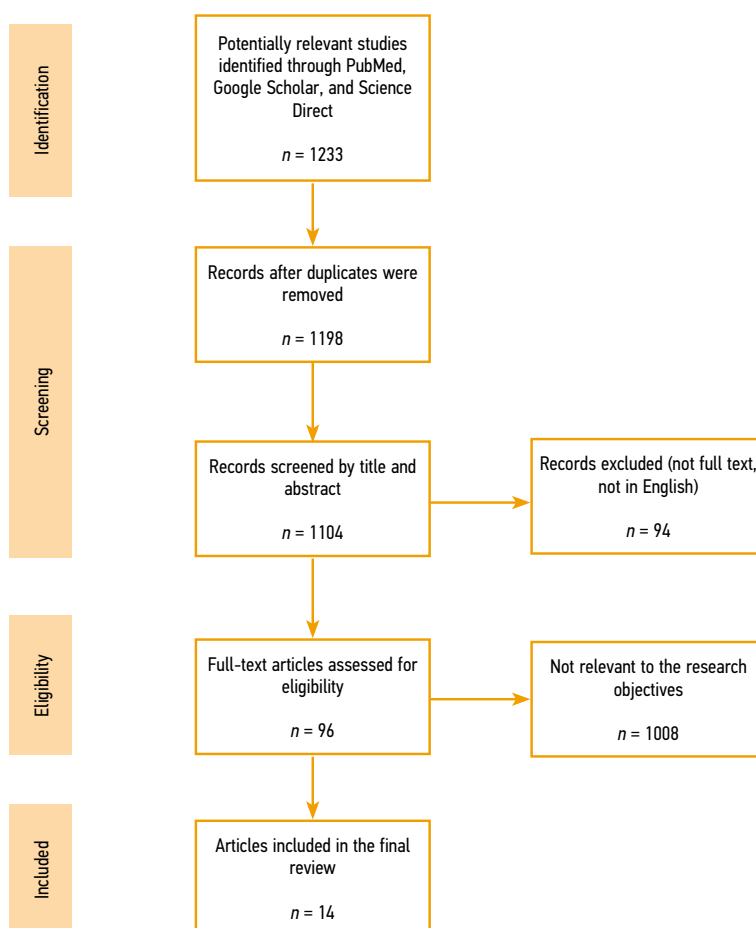 Identification
Potentially relevant studies
identified through PubMed,
Google Scholar, and Science
Direct
n = 1233
Screening
Records after duplicates were
removed
n = 1198
Records screened by title and
abstract
n = 1104
Records excluded (not full text,
not in English)
n = 94
Eligibility
Full-text articles assessed for
eligibility
n = 96
Not relevant to the research
objectives
n = 1008
Included
Articles included in the final
review
n = 14